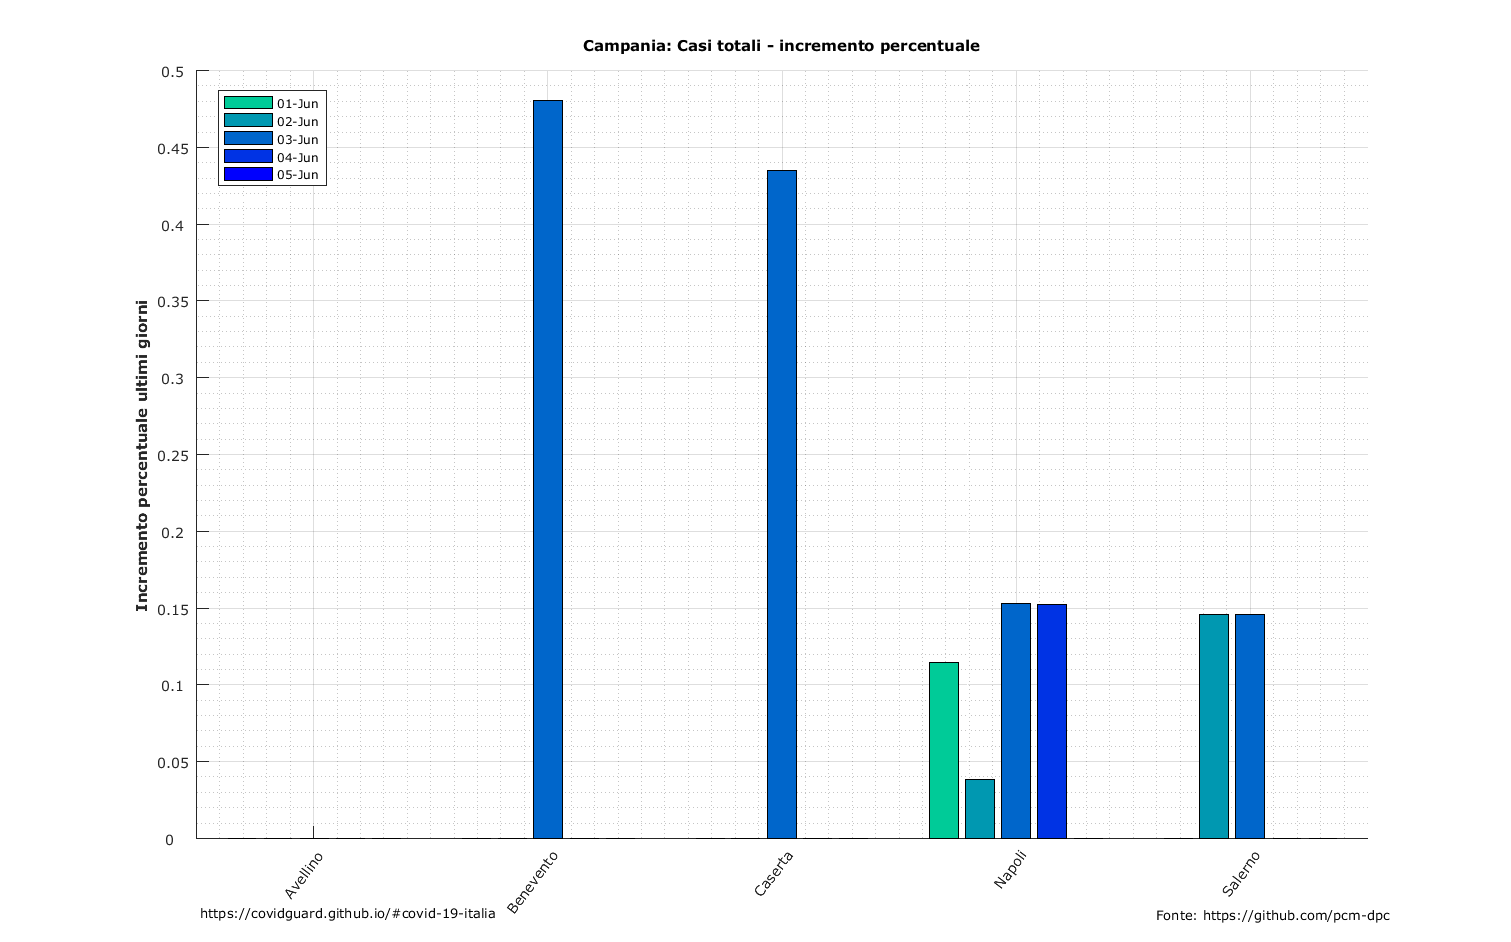 Campania: Casi totali - incremento percentuale
0.5
0.45
0.4
0.35
0.3
0.25
0.2
0.15
0.1
0.05
0
Incremento percentuale ultimi giorni
01-Jun
02-Jun
03-Jun
04-Jun
05-Jun
Avellino
Benevento
Caserta
Napoli
Salerno
https://covidguard.github.io/#covid-19-italia
Fonte: https://github.com/pcm-dpc